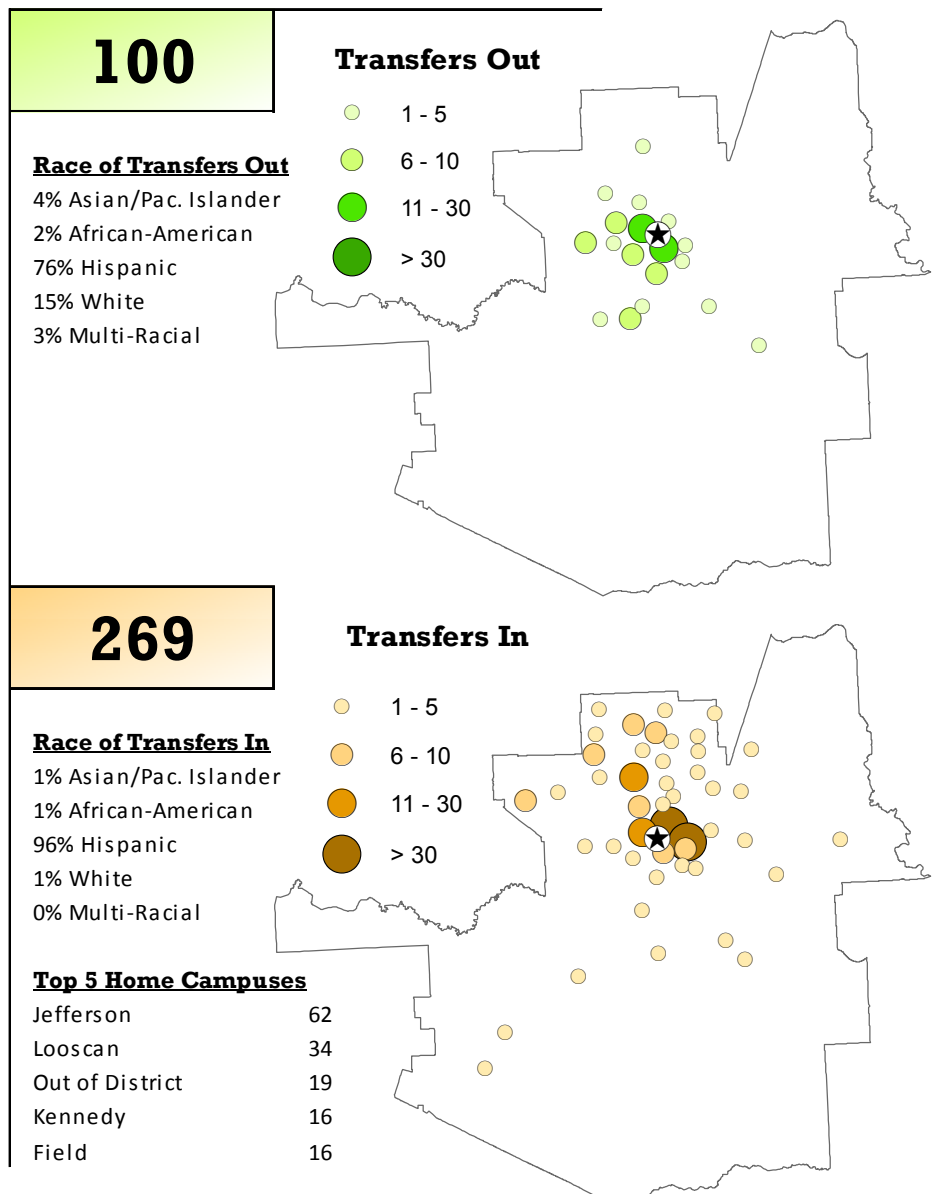 100
Transfers Out
1 - 5
6 - 10
11 - 30
> 30
Race of Transfers Out
4% Asian/Pac. Islander
2% African-American
76% Hispanic
15% White
3% Multi-Racial
269
Transfers In
1 - 5
6 - 10
11 - 30
> 30
Race of Transfers In
1% Asian/Pac. Islander
1% African-American
96% Hispanic
1% White
0% Multi-Racial
Top 5 Home Campuses
Jefferson 62
Looscan 34
Out of District 19
Kennedy 16
Field 16